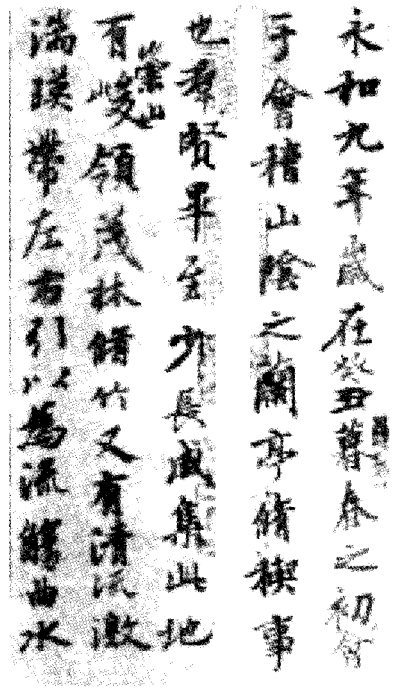 永和九年歳在癸丑暮春之初會
于會稽山陰之蘭亭脩稧事
也羣賢畢至少長咸集此地
有崇山峻領茂林脩竹又有清流激
湍暎帶左右引以為流觴曲水